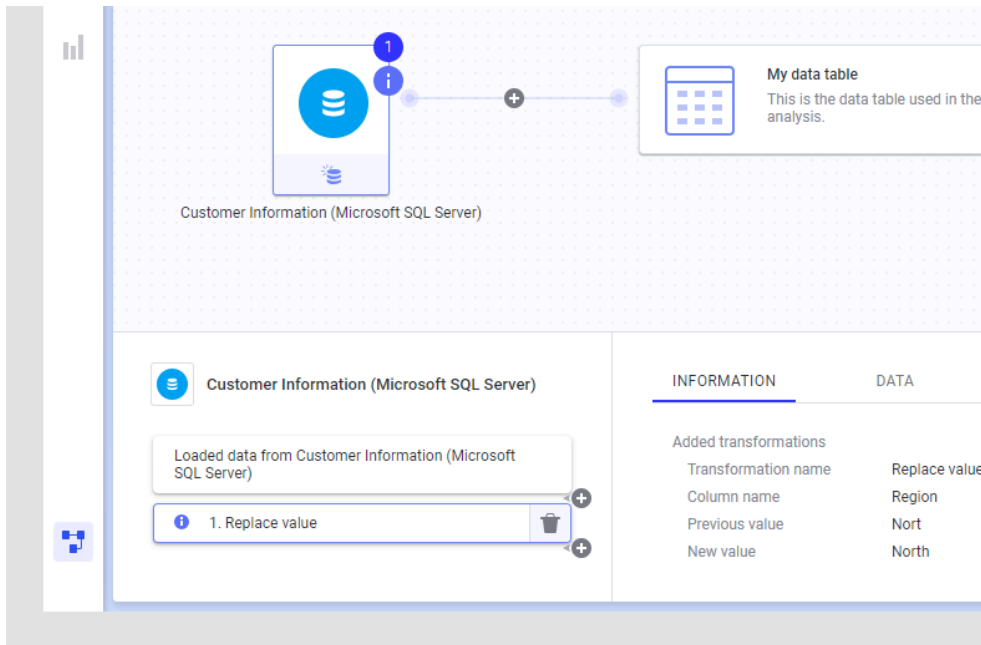 1
My data table
This is the data table used in the
analysis.
Customer Information (Microsoft SQL Server)
Customer Information (Microsoft SQL Server)
INFORMATION
DATA
Loaded data from Customer Information (Microsoft
SQL Server)
1. Replace value
Added transformations
Transformation name Replace value
Column name Region
Previous value Nort
New value North